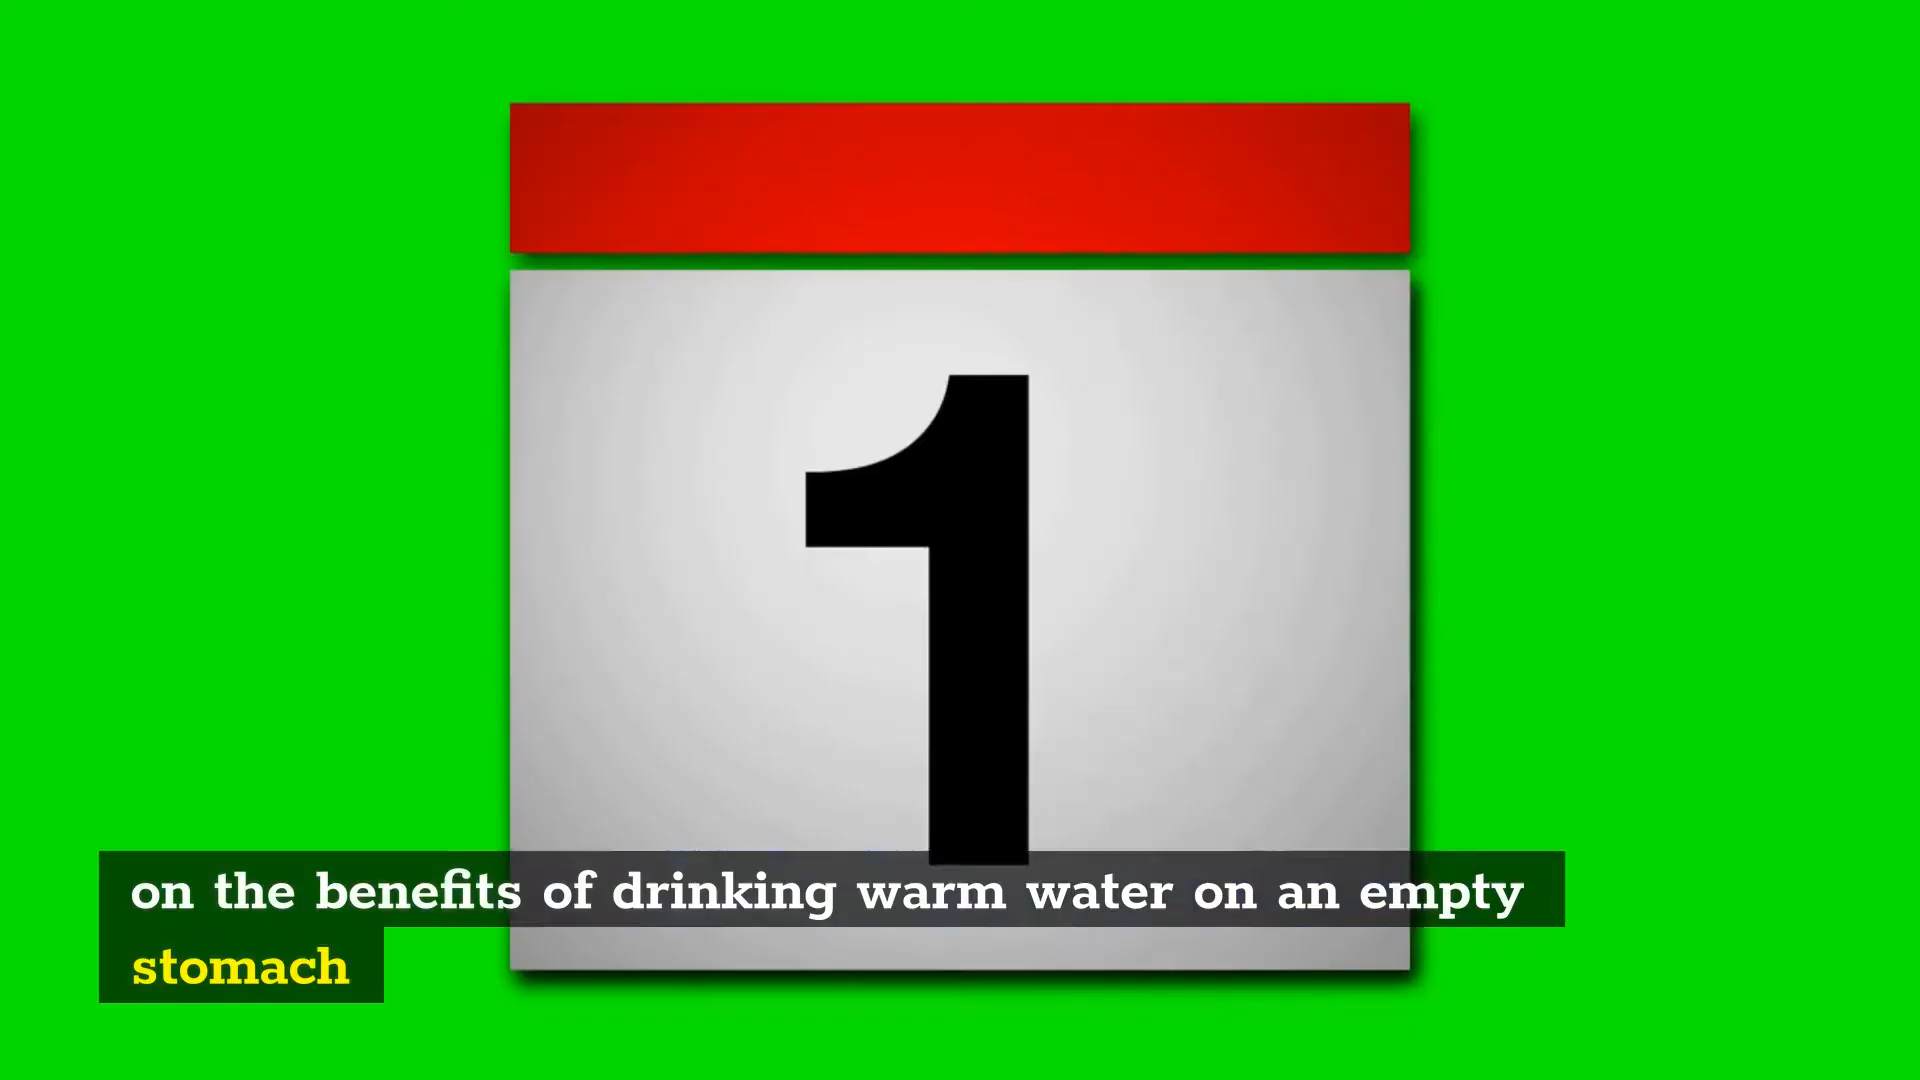 1
on the benefits of drinking warm water on an empty
stomach